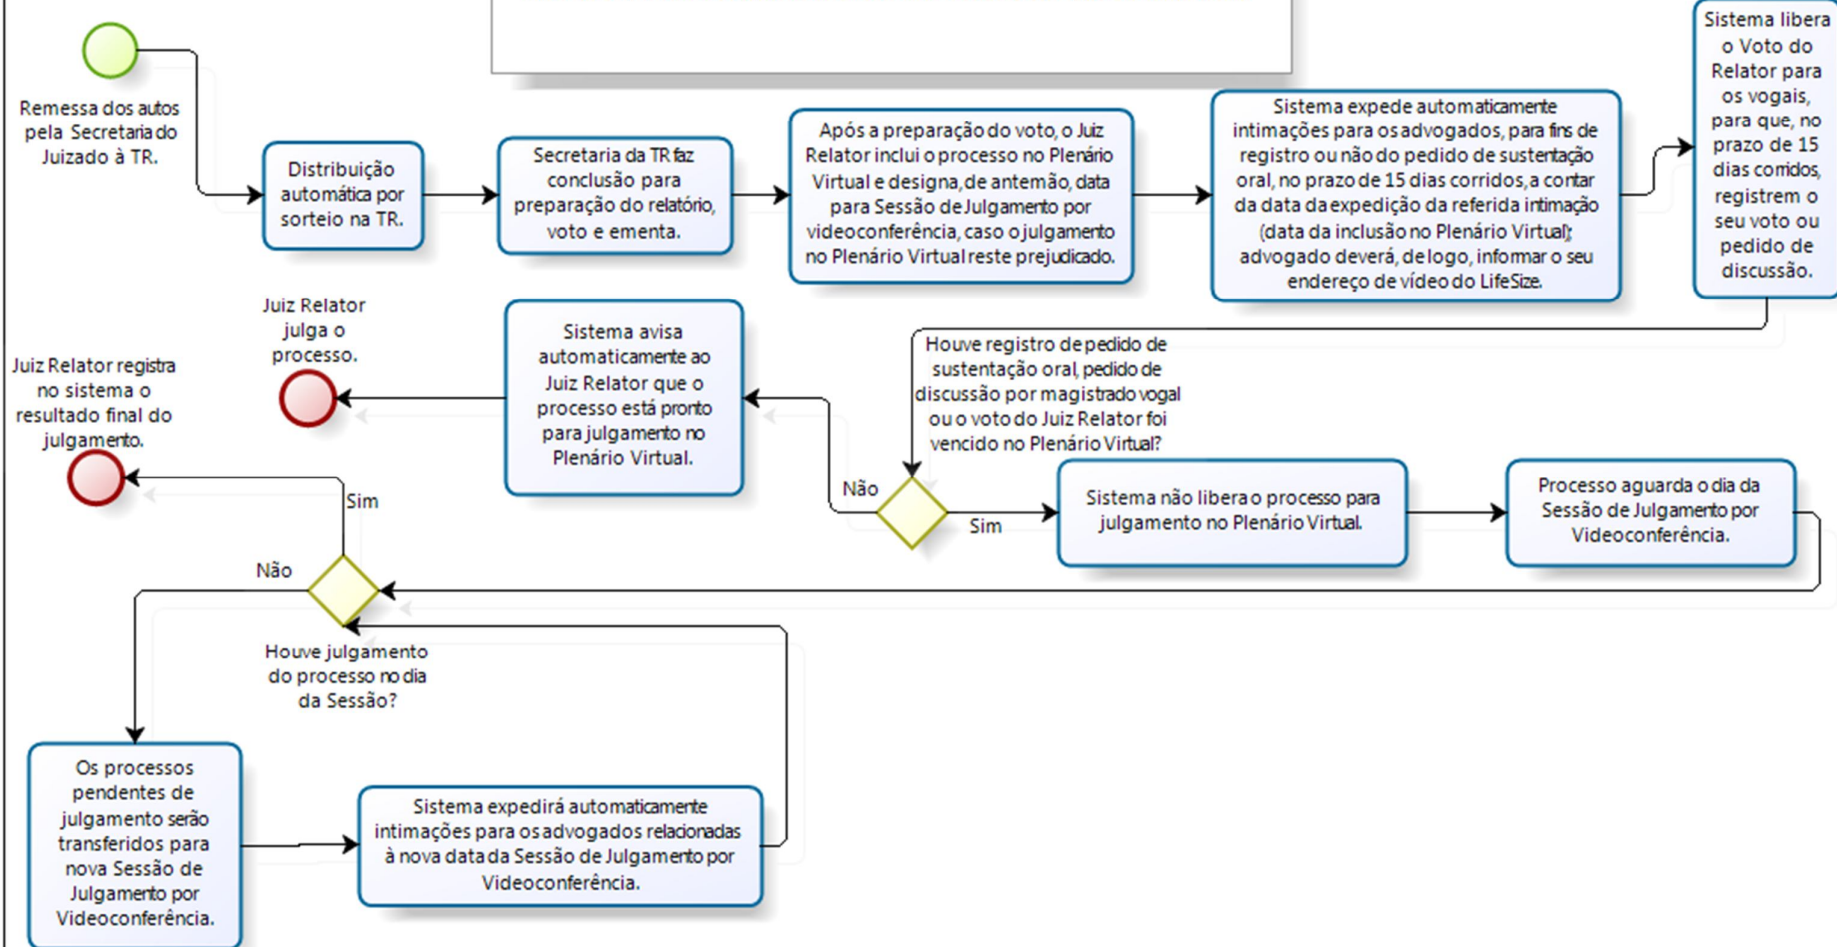 Remessa dos autos
pela Secretaria do
Juizado à TR.
Distribuição
automática por
sorteio na TR.
Secretaria da TR faz
conclusão para
preparação do relatório,
voto e ementa.
Após a preparação do voto, o Juiz
Relator inclui o processo no Plenário
Virtual e designa, de antemão, data
para Sessão de Julgamento por
videoconferência, caso o julgamento
no Plenário Virtual reste prejudicado.
Sistema expede automaticamente
intimações para os advogados, para fins de
registro ou não do pedido de sustentação
oral, no prazo de 15 dias corridos, a contar
da data da expedição da referida intimação
(data da inclusão no Plenário Virtual);
advogado deverá, de logo, informar o seu
endereço de vídeo do LifeSize.
Sistema libera
o Voto do
Relator para
os vogais,
para que, no
prazo de 15
dias corridos,
registrem o
seu voto ou
pedido de
discussão.
Houve registro de pedido de
sustentação oral, pedido de
discussão por magistrado vogal
ou o voto do Juiz Relator foi
vencido no Plenário Virtual?
Não
Sim
Sistema avisa
automaticamente ao
Juiz Relator que o
processo está pronto
para julgamento no
Plenário Virtual.
Juiz Relator
julga o
processo.
Sistema não libera o processo para
julgamento no Plenário Virtual.
Processo aguarda o dia da
Sessão de Julgamento por
Videoconferência.
Juiz Relator registra
no sistema o
resultado final do
julgamento.
Sim
Não
Houve julgamento
do processo no dia
da Sessão?
Os processos
pendentes de
julgamento serão
transferidos para
nova Sessão de
Julgamento por
Videoconferência.
Sistema expedirá automaticamente
intimações para os advogados relacionadas
à nova data da Sessão de Julgamento por
Videoconferência.